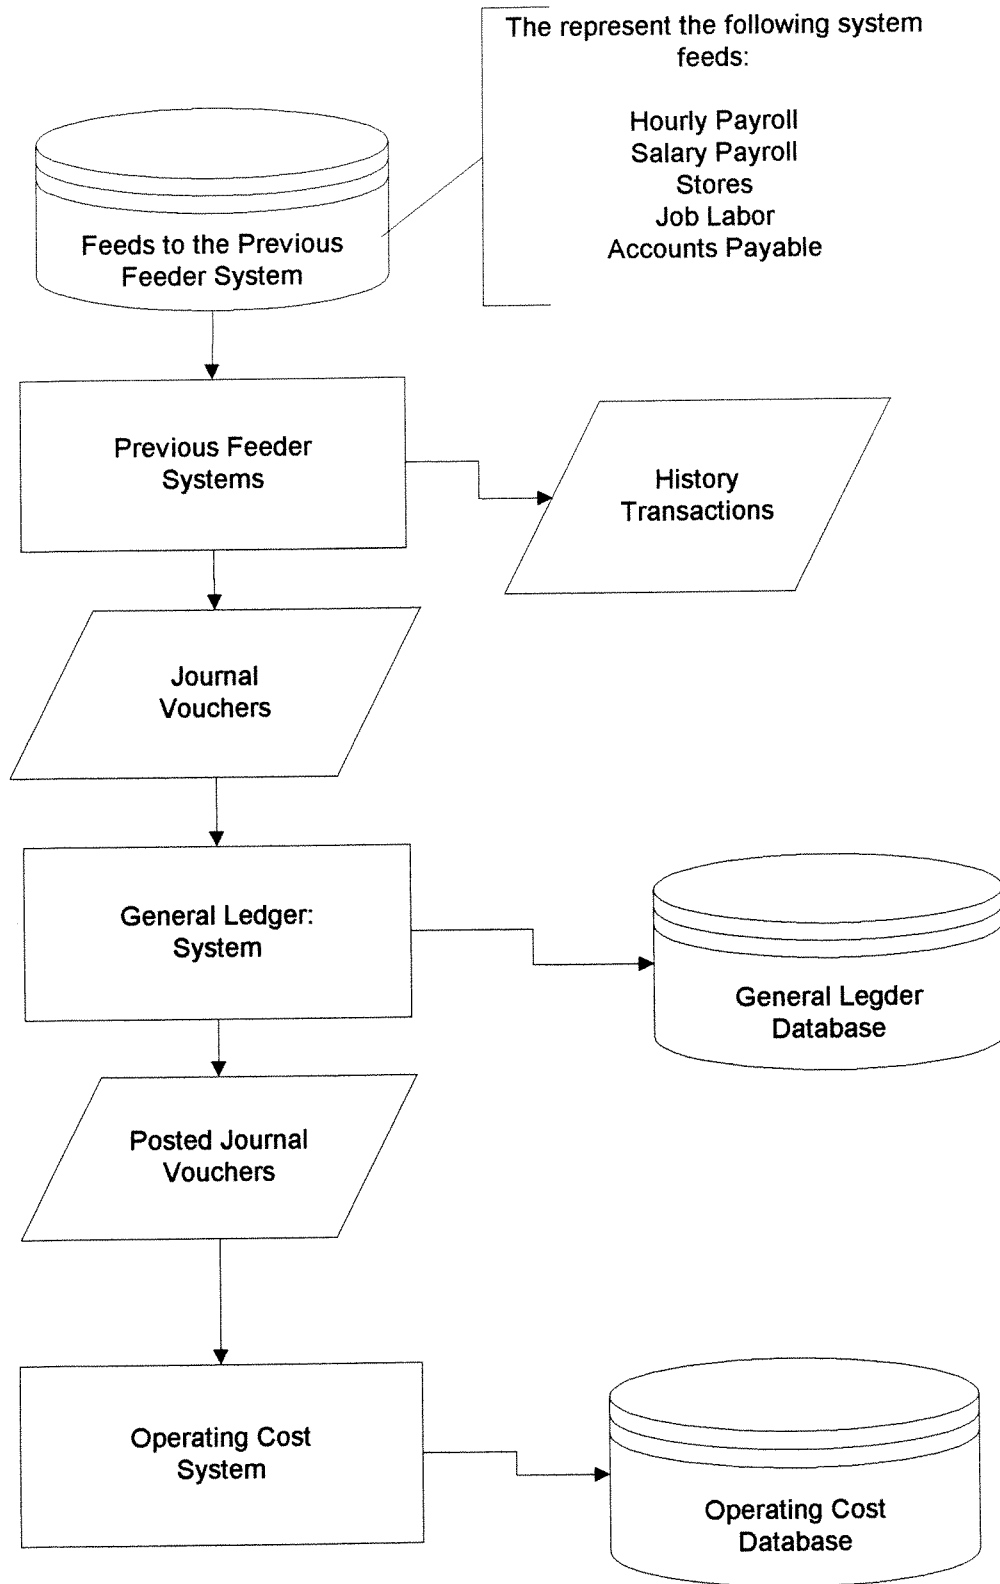 The represent the following system
feeds:
Hourly Payroll
Salary Payroll
Stores
Job Labor
Accounts Payable
Feeds to the Previous
Feeder System
Previous Feeder
Systems
History
Transactions
Journal
Vouchers
General Ledger:
System
General Legder
Database
Posted Journal
Vouchers
Operating Cost
System
Operating Cost
Database